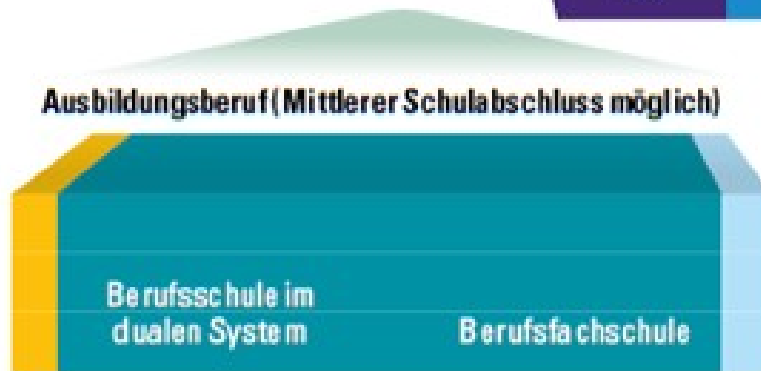 Ausbildungsberuf (Mittlerer Schulabschluss möglich)
Berufsschule im
dualen System
Berufsfachschule